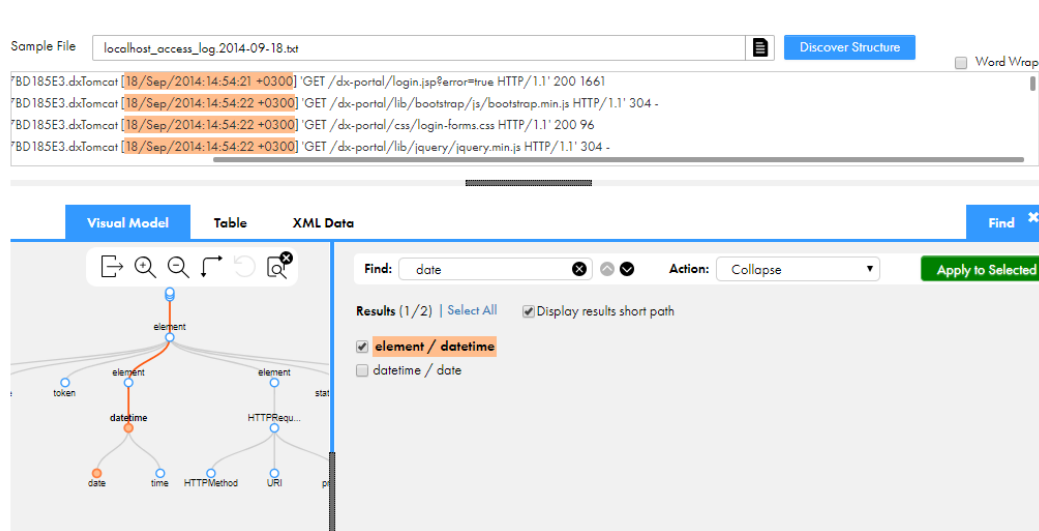 Sample File localhost_access_log.2014-09-18.txt Discover Structure
Word Wrap
7BD185E3.dxTomcat [18/Sep/2014:14:54:21 +0300] 'GET /dx-portal/login.jsp?error=true HTTP/1.1' 200 1661
7BD185E3.dxTomcat [18/Sep/2014:14:54:22 +0300] 'GET /dx-portal/lib/bootstrap/js/bootstrap.min.js HTTP/1.1' 304 -
7BD185E3.dxTomcat [18/Sep/2014:14:54:22 +0300] 'GET /dx-portal/css/login-forms.css HTTP/1.1' 200 96
7BD185E3.dxTomcat [18/Sep/2014:14:54:22 +0300] 'GET /dx-portal/lib/jquery/jquery.min.js HTTP/1.1' 304 -
Visual Model Table XML Data Find
Find: date Action: Collapse Apply to Selected
Results (1/2) | Select All Display results short path
element / datetime
datetime / date
element
element element
token stat
datetime HTTPRequ...
date time HTTPMethod URI